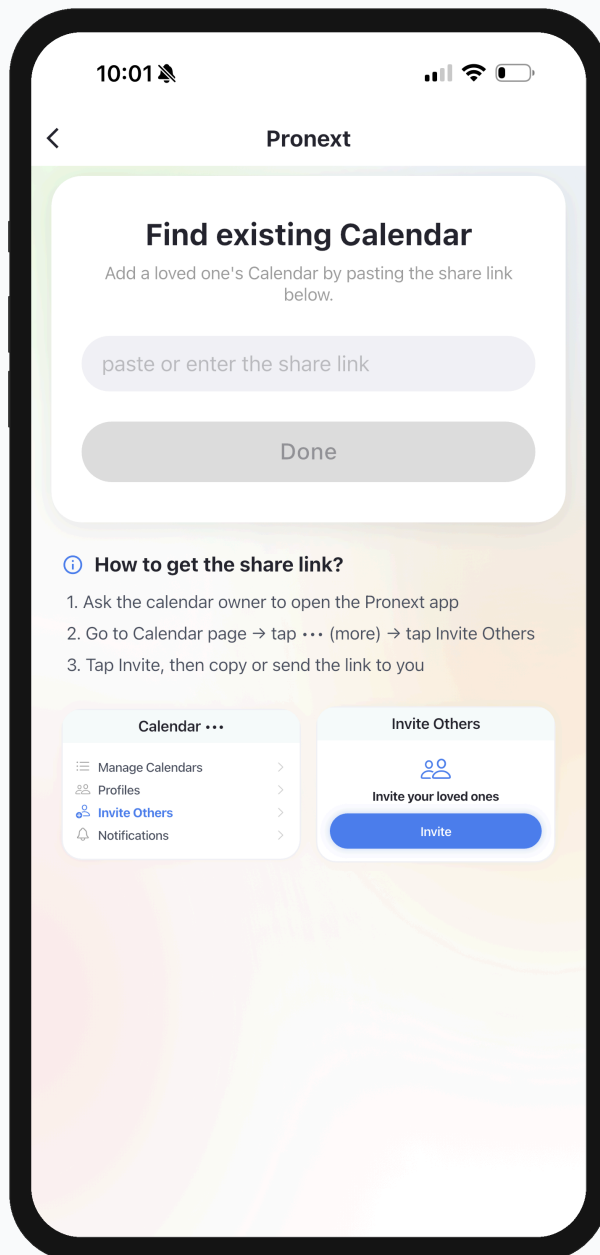 10:01
Pronext
Find existing Calendar
Add a loved one's Calendar by pasting the share link
below.
paste or enter the share link
Done
How to get the share link?
1. Ask the calendar owner to open the Pronext app
2. Go to Calendar page → tap ••• (more) → tap Invite Others
3. Tap Invite, then copy or send the link to you
Calendar •••
Manage Calendars
Profiles
Invite Others
Notifications
Invite Others
Invite your loved ones
Invite